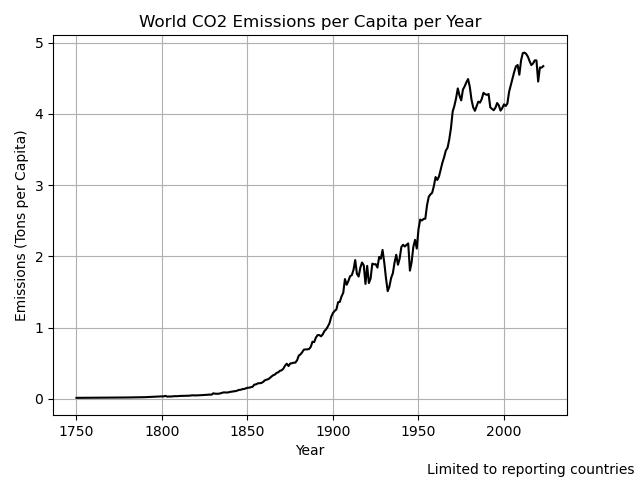 World CO2 Emissions per Capita per Year
5
4
3
2
1
0
Emissions (Tons per Capita)
1750 1800 1850 1900 1950 2000
Year
Limited to reporting countries